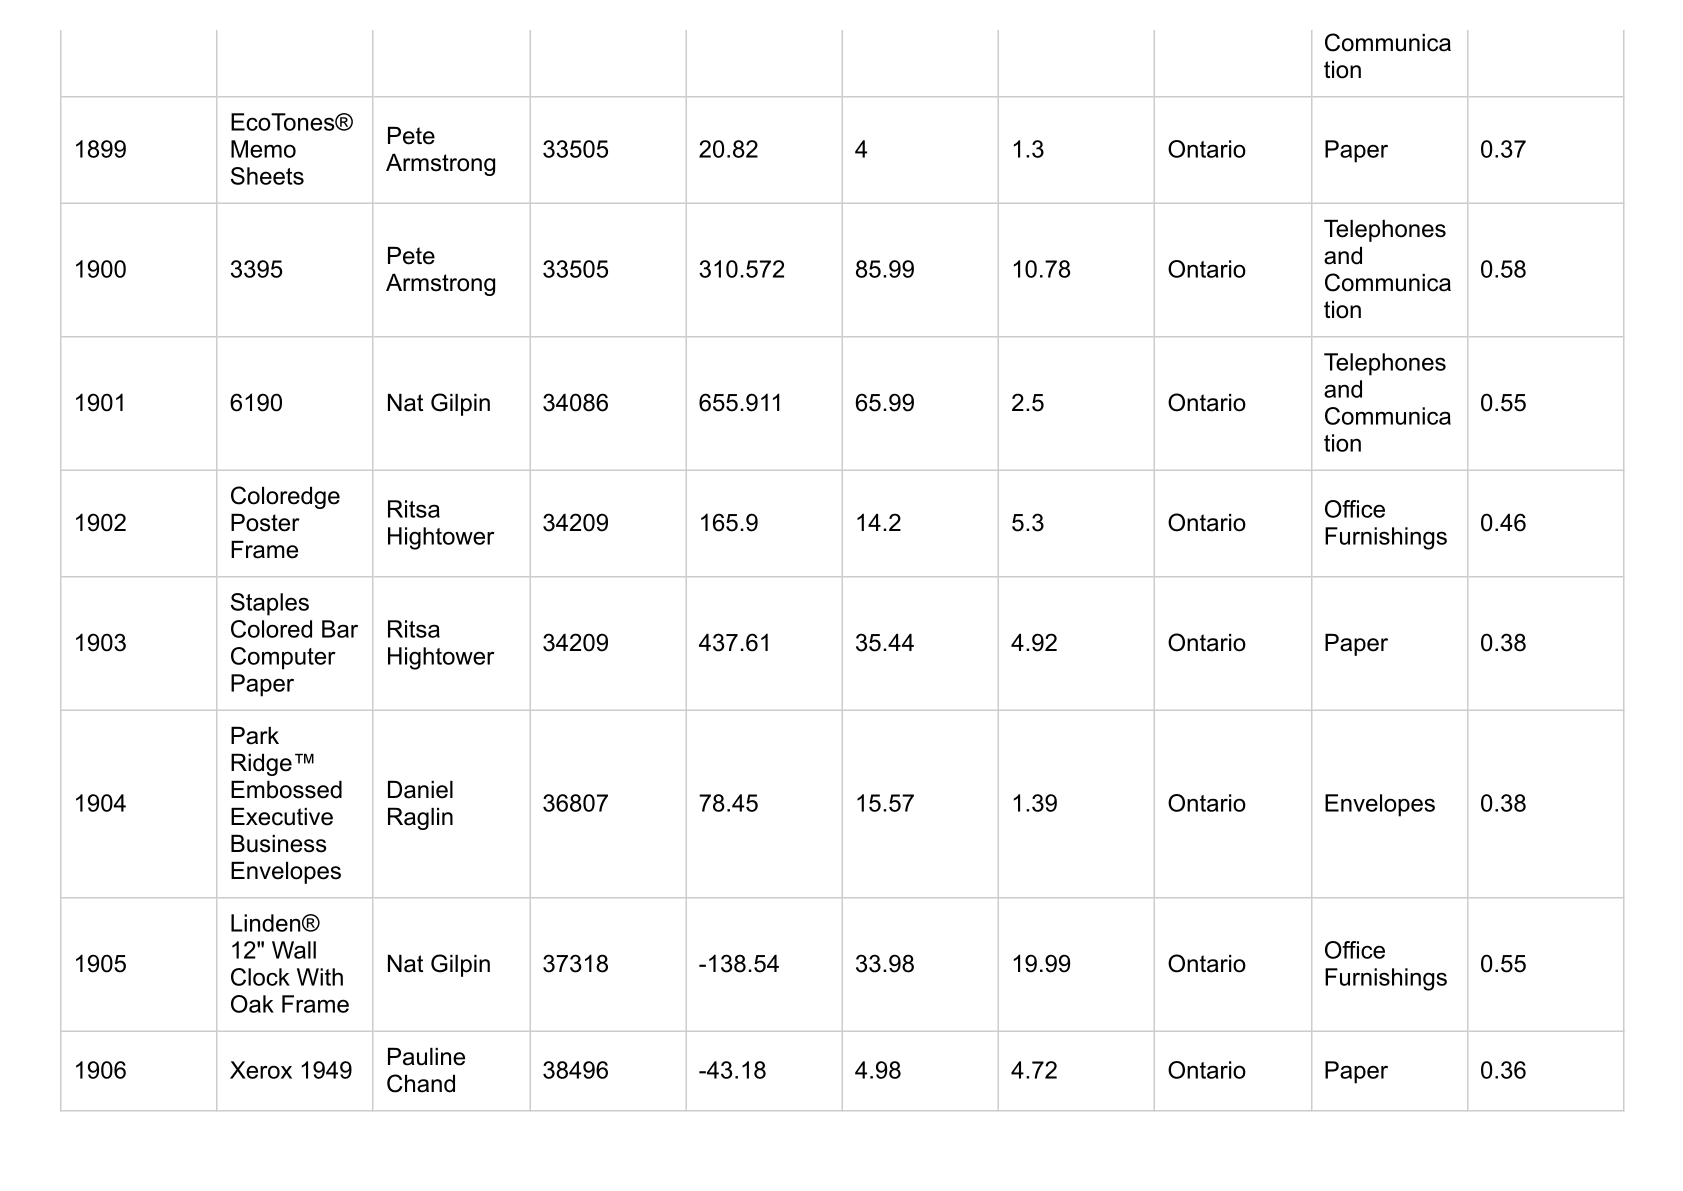 Communica
tion
1899
EcoTones®
Memo
Sheets
Pete
Armstrong
33505
20.82
4
1.3
Ontario
Paper
0.37
1900
3395
Pete
Armstrong
33505
310.572
85.99
10.78
Ontario
Telephones
and
Communica
tion
0.58
1901
6190
Nat Gilpin
34086
655.911
65.99
2.5
Ontario
Telephones
and
Communica
tion
0.55
1902
Coloredge
Poster
Frame
Ritsa
Hightower
34209
165.9
14.2
5.3
Ontario
Office
Furnishings
0.46
1903
Staples
Colored Bar
Computer
Paper
Ritsa
Hightower
34209
437.61
35.44
4.92
Ontario
Paper
0.38
1904
Park
Ridge™
Embossed
Executive
Business
Envelopes
Daniel
Raglin
36807
78.45
15.57
1.39
Ontario
Envelopes
0.38
1905
Linden®
12" Wall
Clock With
Oak Frame
Nat Gilpin
37318
-138.54
33.98
19.99
Ontario
Office
Furnishings
0.55
1906
Xerox 1949
Pauline
Chand
38496
-43.18
4.98
4.72
Ontario
Paper
0.36